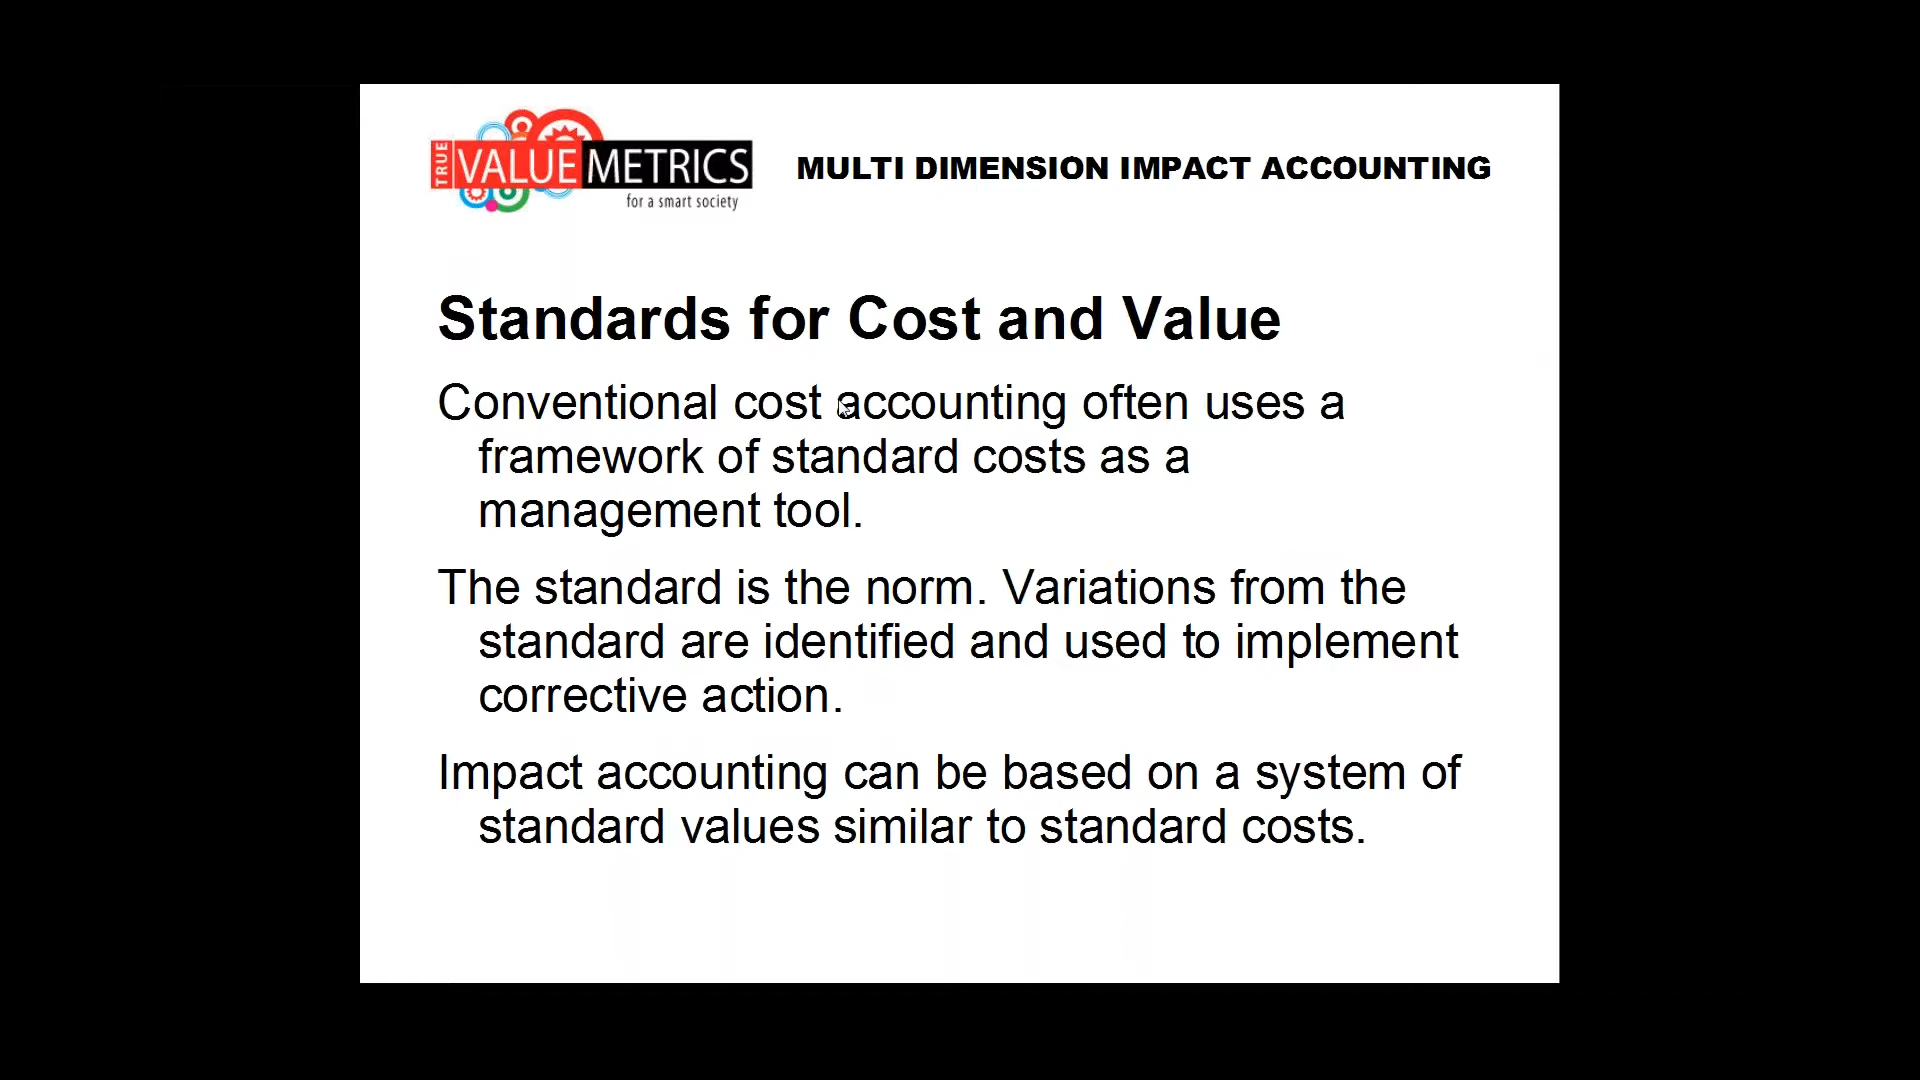 TRUE VALUE METRICS
for a smart society
MULTI DIMENSION IMPACT ACCOUNTING
Standards for Cost and Value
Conventional cost accounting often uses a
framework of standard costs as a
management tool.
The standard is the norm. Variations from the
standard are identified and used to implement
corrective action.
Impact accounting can be based on a system of
standard values similar to standard costs.